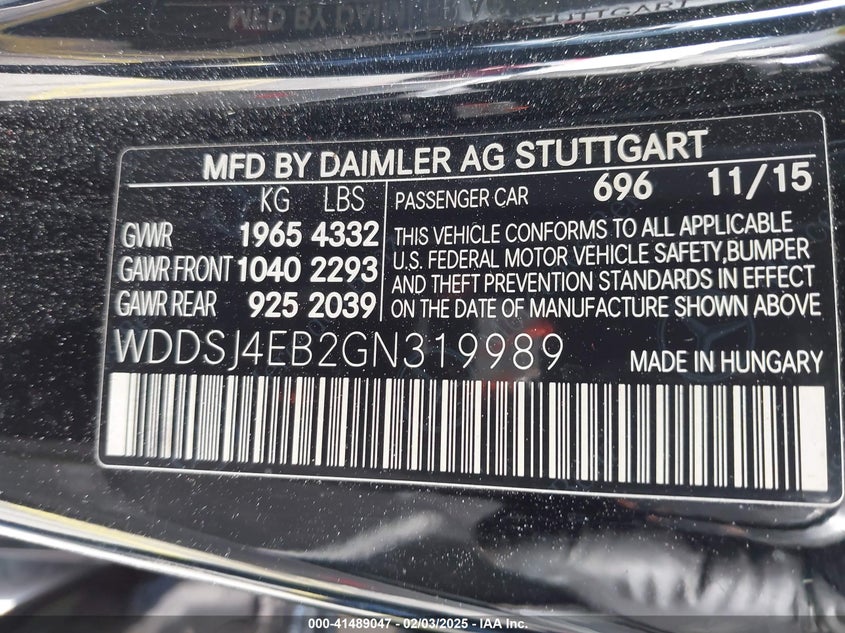 MFD BY DAIMLER AG STUTTGART
KG LBS
GVWR 1965 4332
GAWR FRONT 1040 2293
GAWR REAR 925 2039
PASSENGER CAR 696 11/15
THIS VEHICLE CONFORMS TO ALL APPLICABLE
U.S. FEDERAL MOTOR VEHICLE SAFETY,BUMPER
AND THEFT PREVENTION STANDARDS IN EFFECT
ON THE DATE OF MANUFACTURE SHOWN ABOVE
WDDSJ4EB2GN319989 MADE IN HUNGARY
000-41489047 - 02/03/2025 - IAA Inc.